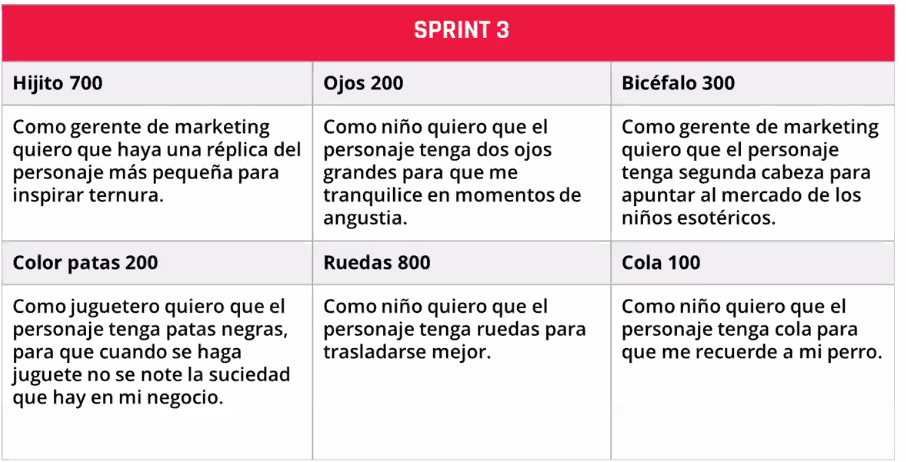 SPRINT 3
Hijito 700
Como gerente de marketing
quiero que haya una réplica del
personaje más pequeña para
inspirar ternura.
Ojos 200
Como niño quiero que el
personaje tenga dos ojos
grandes para que me
tranquilice en momentos de
angustia.
Bicéfalo 300
Como gerente de marketing
quiero que el personaje
tenga segunda cabeza para
apuntar al mercado de los
niños esotéricos.
Color patas 200
Como juguetero quiero que el
personaje tenga patas negras,
para que cuando se haga
juguete no se note la suciedad
que hay en mi negocio.
Ruedas 800
Como niño quiero que el
personaje tenga ruedas para
trasladarse mejor.
Cola 100
Como niño quiero que el
personaje tenga cola para
que me recuerde a mi perro.